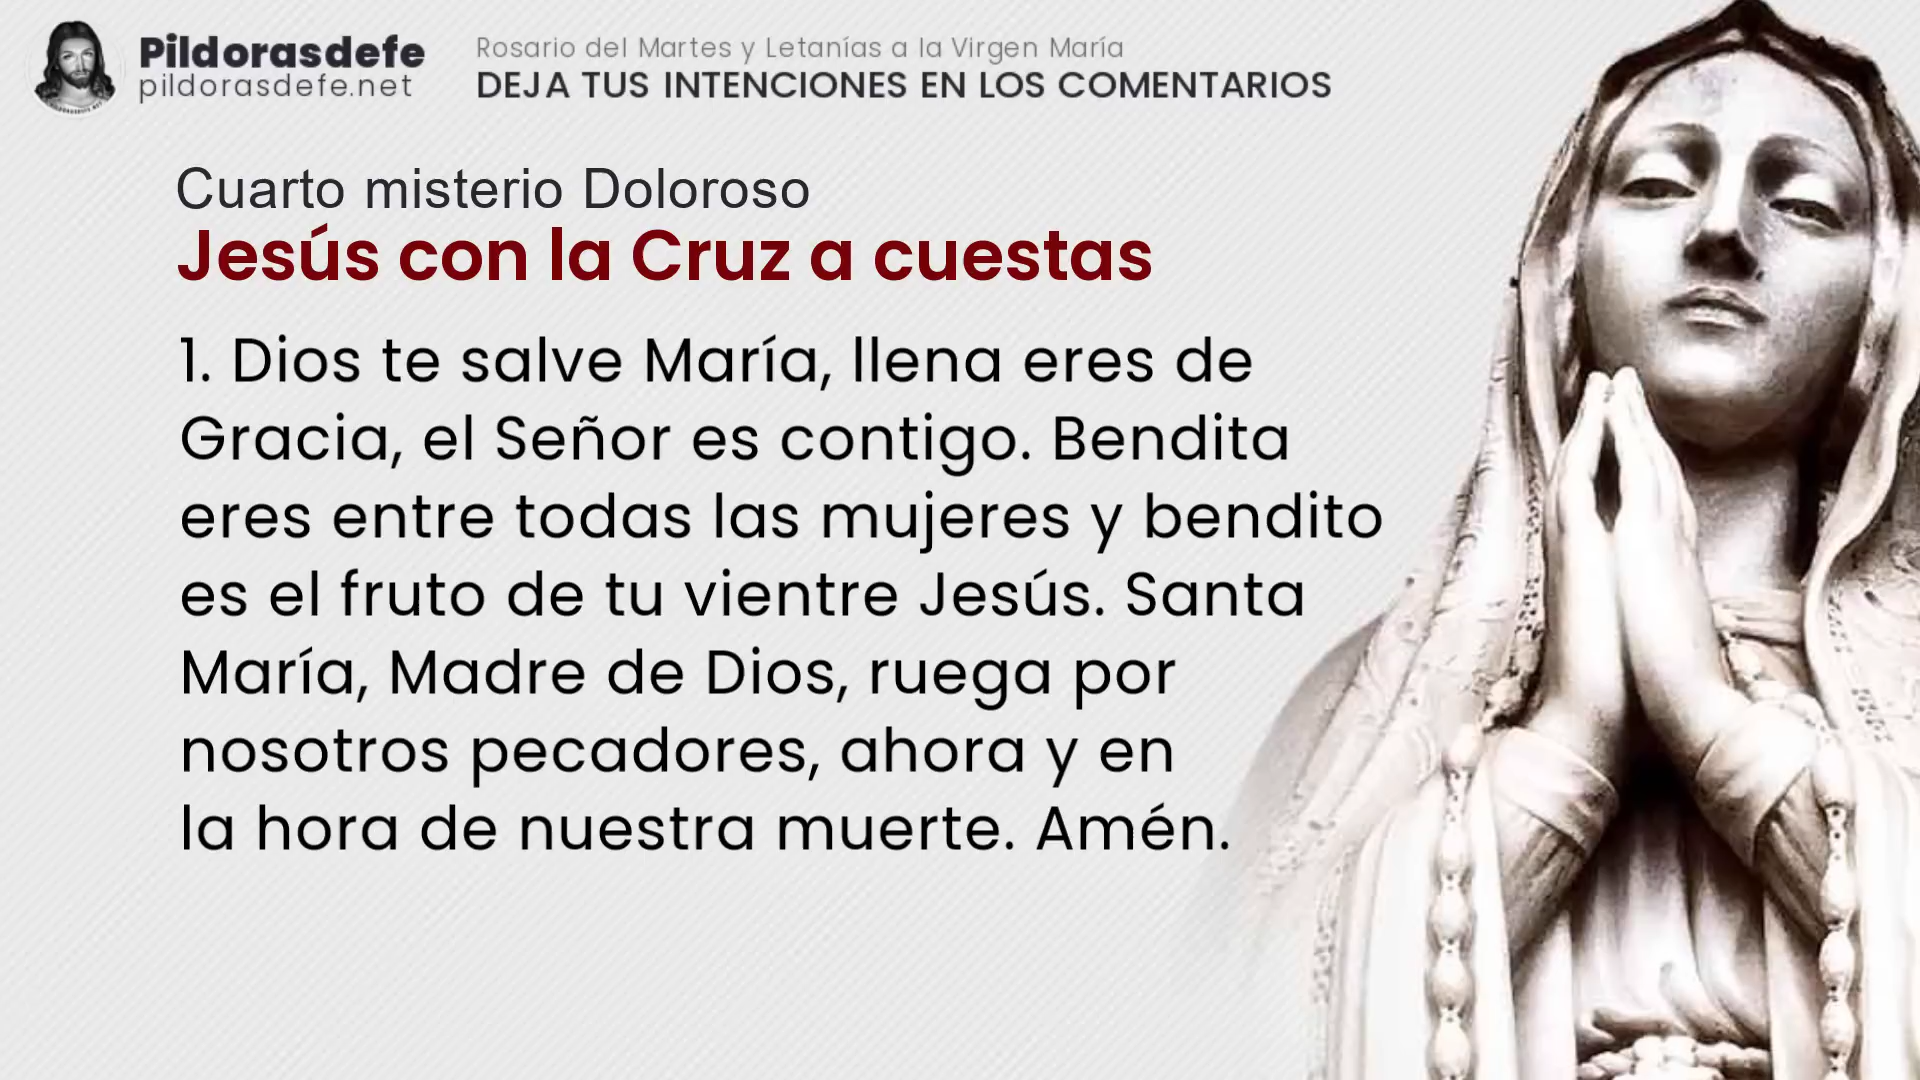 Pildorasdefe
pildorasdefe.net
Rosario del Martes y Letanías a la Virgen María
DEJA TUS INTENCIONES EN LOS COMENTARIOS
Cuarto misterio Doloroso
Jesús con la Cruz a cuestas
1. Dios te salve María, llena eres de
Gracia, el Señor es contigo. Bendita
eres entre todas las mujeres y bendito
es el fruto de tu vientre Jesús. Santa
María, Madre de Dios, ruega por
nosotros pecadores, ahora y en
la hora de nuestra muerte. Amén.